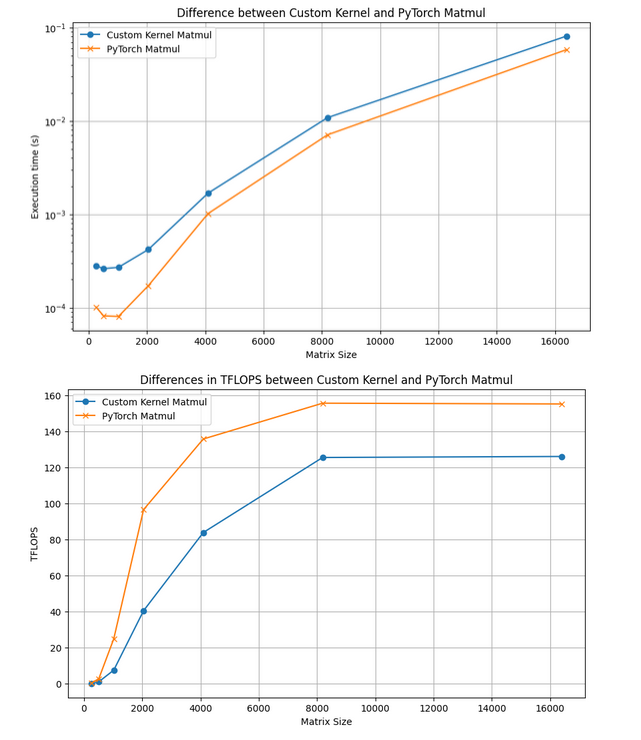 Difference between Custom Kernel and PyTorch Matmul
Custom Kernel Matmul
PyTorch Matmul
10⁻¹
10⁻²
10⁻³
10⁻⁴
Execution time (s)
0 2000 4000 6000 8000 10000 12000 14000 16000
Matrix Size
Differences in TFLOPS between Custom Kernel and PyTorch Matmul
Custom Kernel Matmul
PyTorch Matmul
160
140
120
100
80
60
40
20
0
TFLOPS
0 2000 4000 6000 8000 10000 12000 14000 16000
Matrix Size